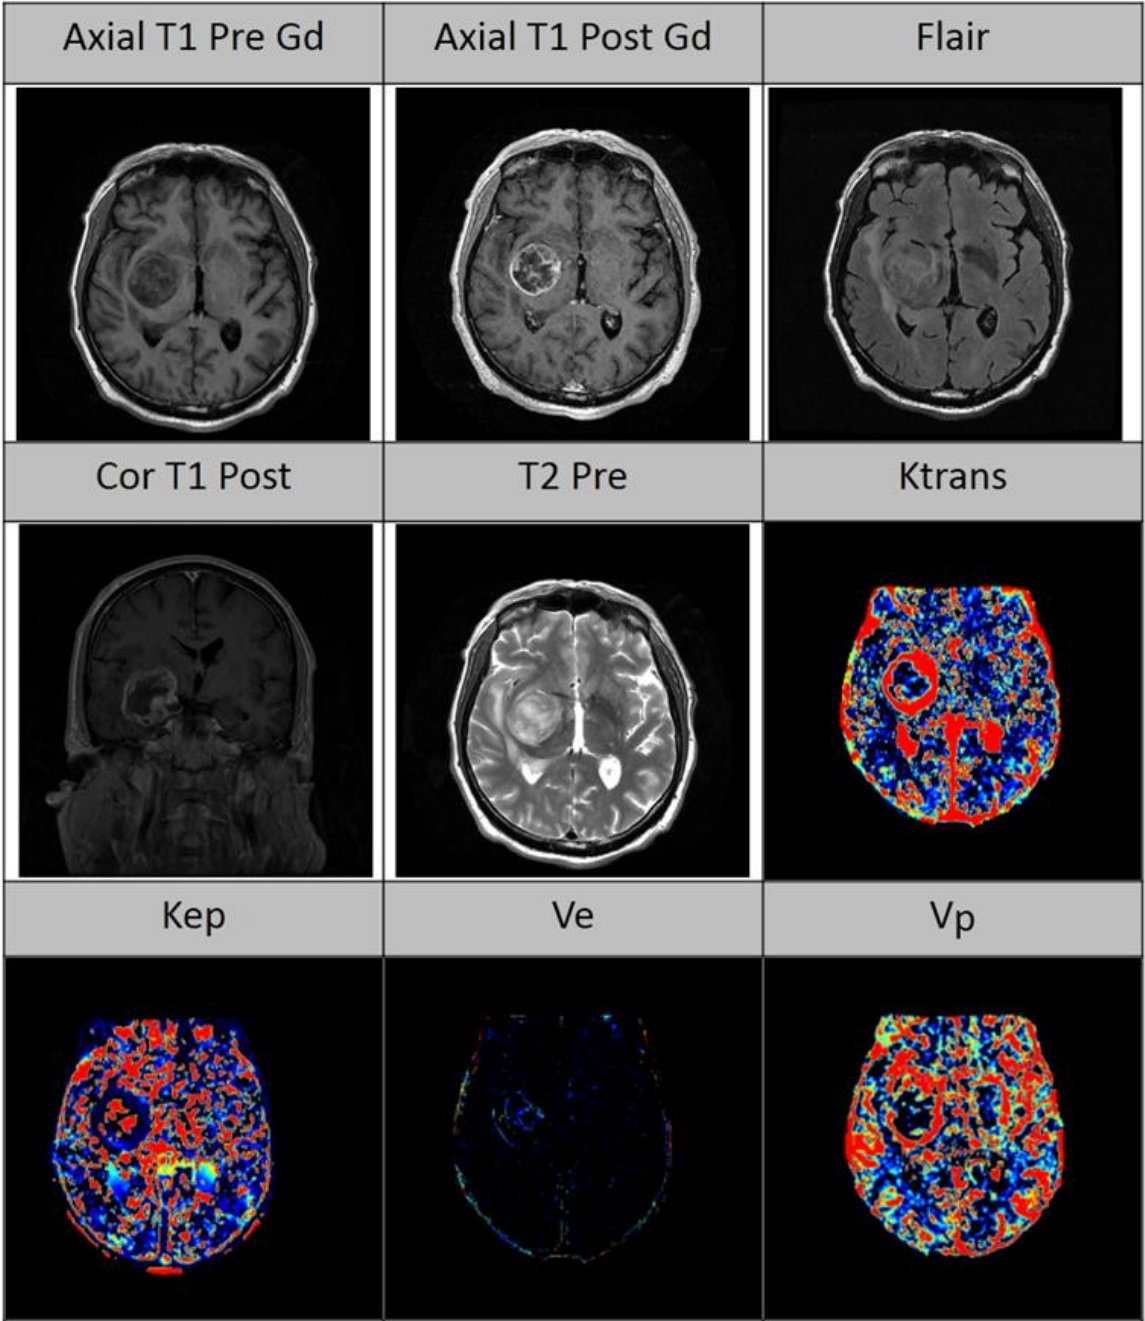 Axial T1 Pre Gd
Axial T1 Post Gd
Flair
Cor T1 Post
T2 Pre
Ktrans
Kep
Ve
Vp